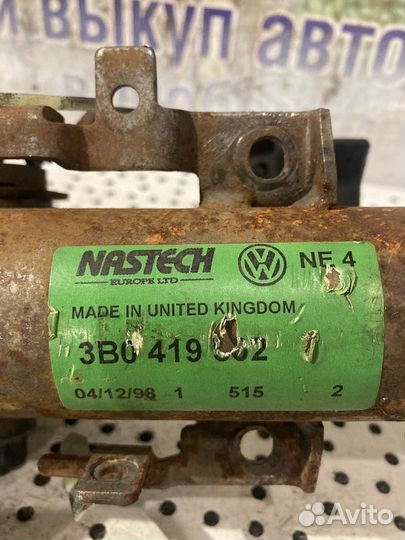 й выкуп авто
NASTECH
EUROPE LTD
NF 4
MADE IN UNITED KINGDOM
3B0 419
04/12/98 1 515 2
Avito